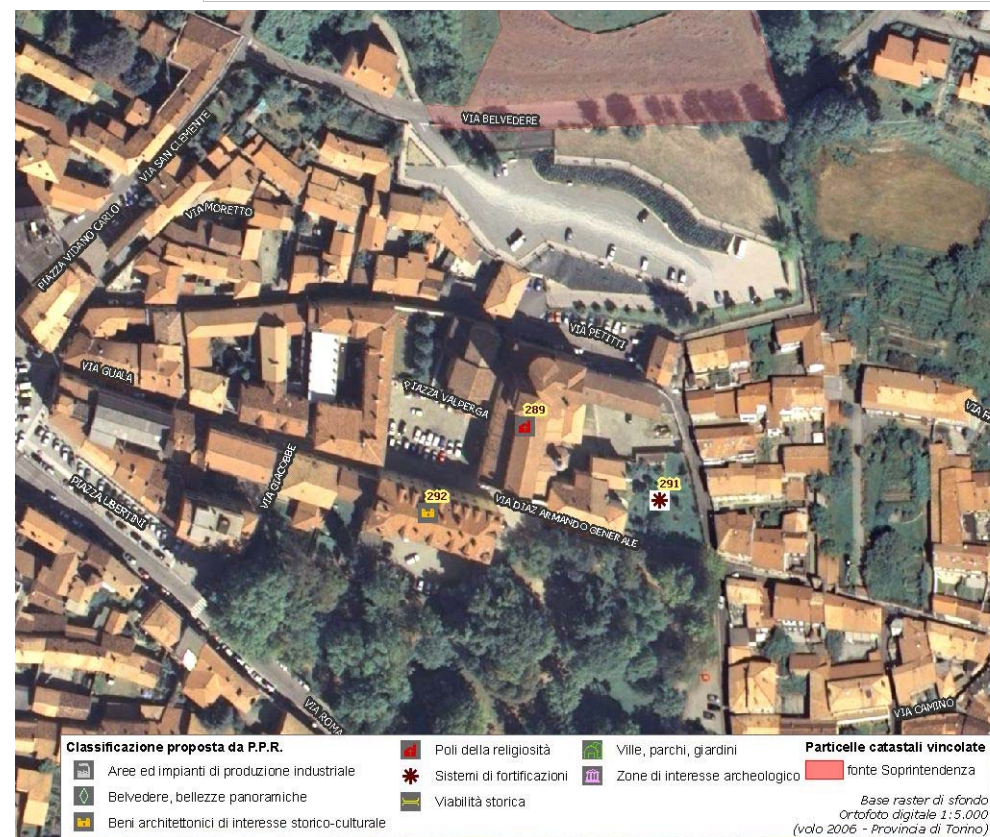 VIA BELVEDERE
VIA SAN CLEMENTE
VIA MORETTO
PIAZZA VIDANO CARLO
VIA PETITTI
VIA GUALA
PIAZZA VALPERGA
289
VIA GIACOBBE
291
292
VIA DIAZ ARMANDO GENERALE
PIAZZA UBERTINI
VIA ROMA
VIA CAMINO
Classificazione proposta da P.P.R.
Aree ed impianti di produzione industriale
Belvedere, bellezze panoramiche
Beni architettonici di interesse storico-culturale
Poli della religiosità
Sistemi di fortificazioni
Viabilità storica
Ville, parchi, giardini
Zone di interesse archeologico
Particelle catastali vincolate
fonte Soprintendenza
Base raster di sfondo
Ortofoto digitale 1:5.000
(volo 2006 - Provincia di Torino)